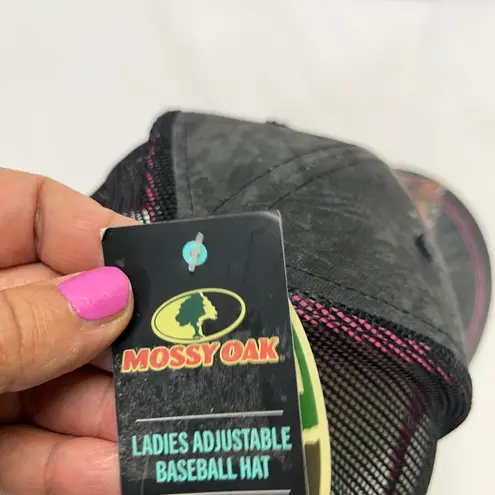 MOSSY OAK
LADIES ADJUSTABLE
BASEBALL HAT